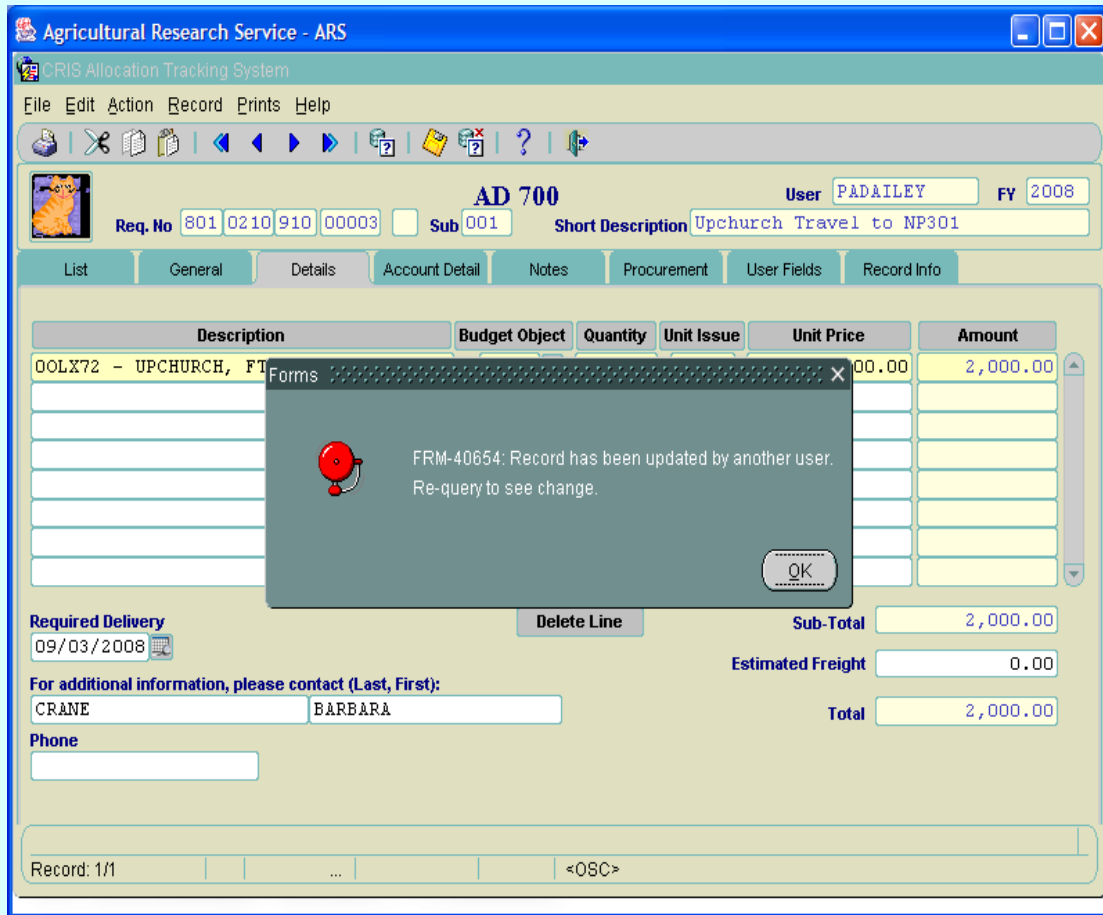 Agricultural Research Service - ARS
CRIS Allocation Tracking System
File Edit Action Record Prints Help
AD 700 User PADAILEY FY 2008
Req. No 801 0210 910 00003 Sub 001 Short Description Upchurch Travel to NP301
List General Details Account Detail Notes Procurement User Fields Record Info
Description Budget Object Quantity Unit Issue Unit Price Amount
OOLX72 - UPCHURCH, FT 00.00 2,000.00
Forms
FRM-40654: Record has been updated by another user.
Re-query to see change.
OK
Required Delivery Delete Line Sub-Total 2,000.00
09/03/2008
Estimated Freight 0.00
For additional information, please contact (Last, First):
CRANE BARBARA Total 2,000.00
Phone
Record: 1/1 ... <OSC>